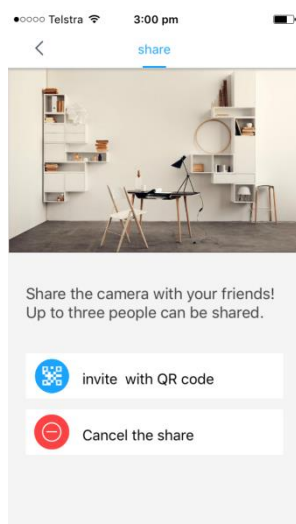 Telstra 3:00 pm
share
Share the camera with your friends!
Up to three people can be shared.
invite with QR code
Cancel the share